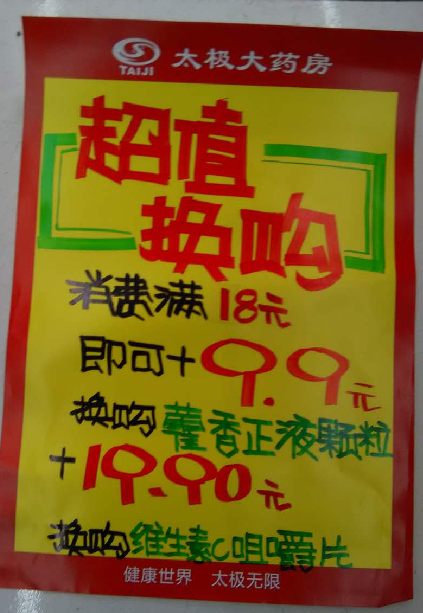 TAIJI 太极大药房
超值
换购
消费满18元
即可+9.9元
换购藿香正液颗粒
+19.90元
换购维生素C咀嚼片
健康世界 太极无限